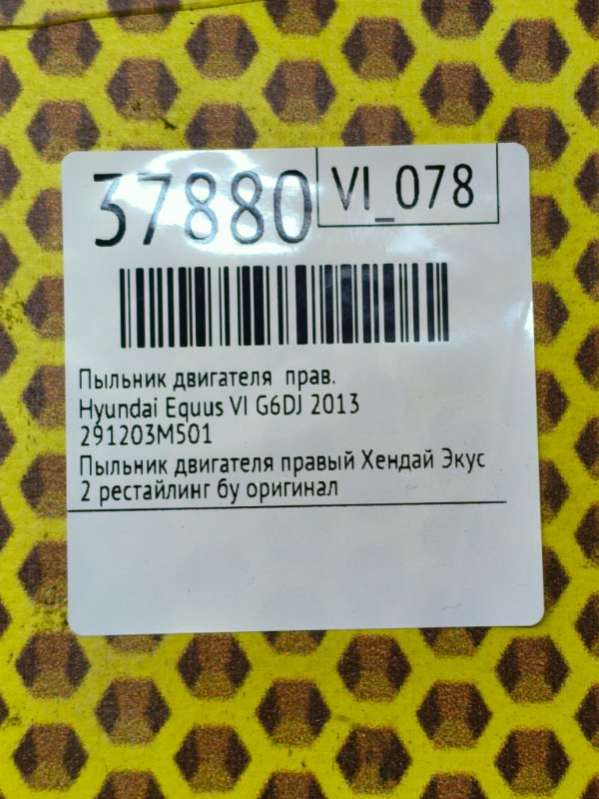 37880
VI_078
Пыльник двигателя прав.
Hyundai Equus VI G6DJ 2013
291203M501
Пыльник двигателя правый Хендай Экус
2 рестайлинг бу оригинал